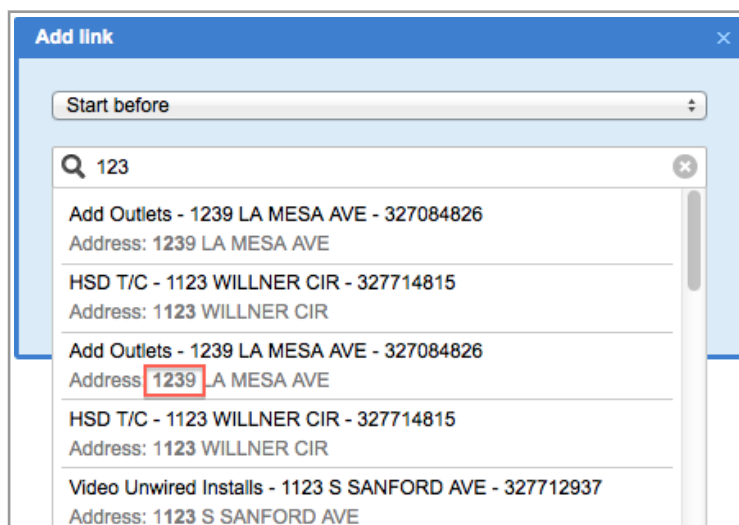 Add link
Start before
123
Add Outlets - 1239 LA MESA AVE - 327084826
Address: 1239 LA MESA AVE
HSD T/C - 1123 WILLNER CIR - 327714815
Address: 1123 WILLNER CIR
Add Outlets - 1239 LA MESA AVE - 327084826
Address: 1239 LA MESA AVE
HSD T/C - 1123 WILLNER CIR - 327714815
Address: 1123 WILLNER CIR
Video Unwired Installs - 1123 S SANFORD AVE - 327712937
Address: 1123 S SANFORD AVE